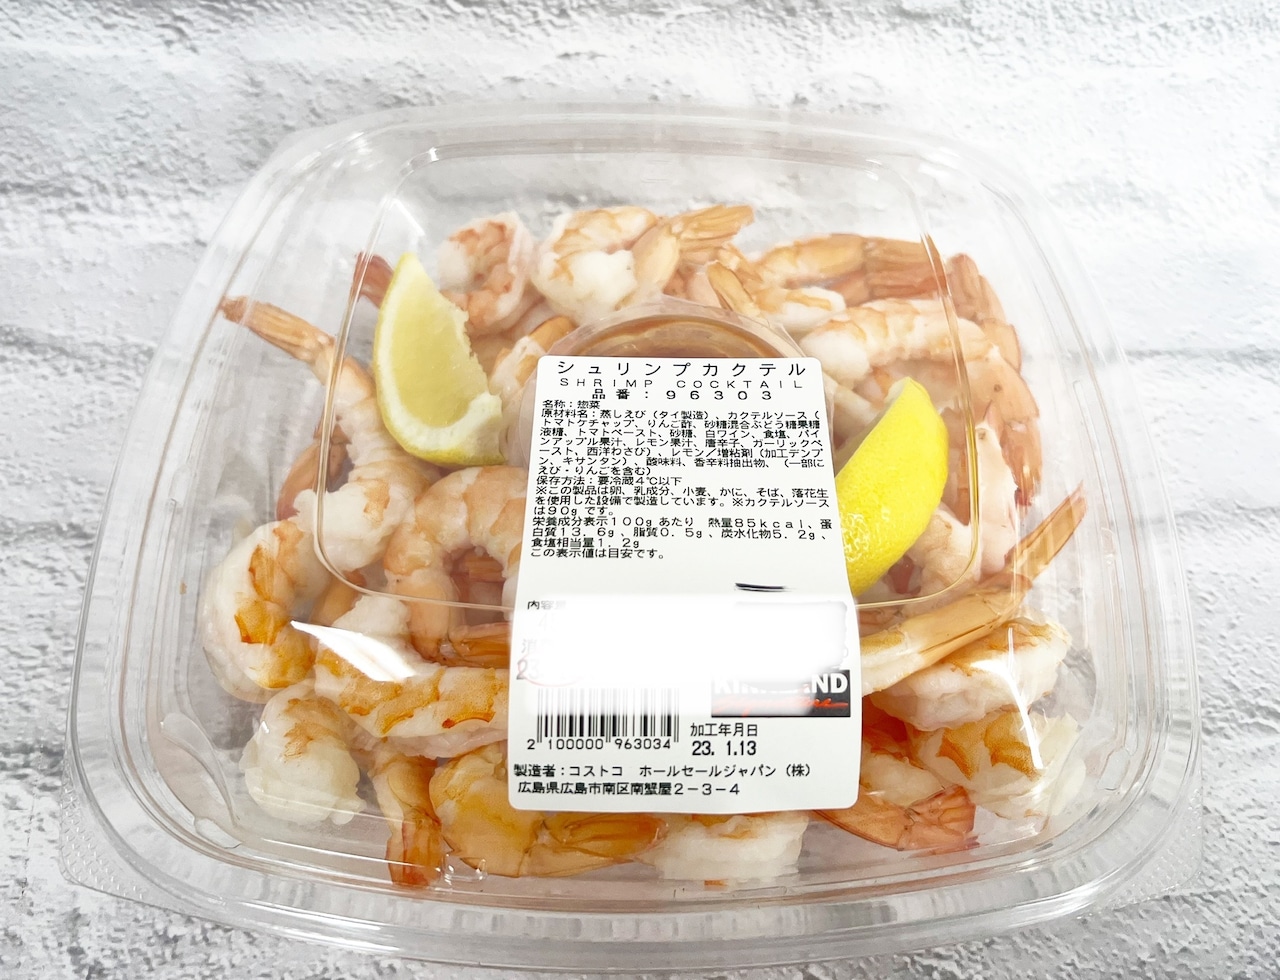 シュリンプカクテル
SHRIMP COCKTAIL
品番:96303
名称:惣菜
原材料名:蒸しえび(タイ製造)、カクテルソース(
トマトケチャップ、りんご酢、砂糖混合ぶどう糖果糖
液糖、トマトペースト、砂糖、白ワイン、食塩、パイ
ンアップル果汁、レモン果汁、唐辛子、ガーリックペ
ースト、西洋わさび)、レモン/増粘剤(加工デンプ
ン、キサンタン)、酸味料、香辛料抽出物、(一部に
えび・りんごを含む)
保存方法:要冷蔵4℃以下
※この製品は卵、乳成分、小麦、かに、そば、落花生
を使用した設備で製造しています。※カクテルソース
は90gです。
栄養成分表示100gあたり 熱量85kcal、蛋
白質13.6g、脂質0.5g、炭水化物5.2g、
食塩相当量1.2g
この表示値は目安です。
内容量
2 100000 963034
加工年月日
23. 1.13
製造者:コストコ ホールセールジャパン(株)
広島県広島市南区南蟹屋2-3-4